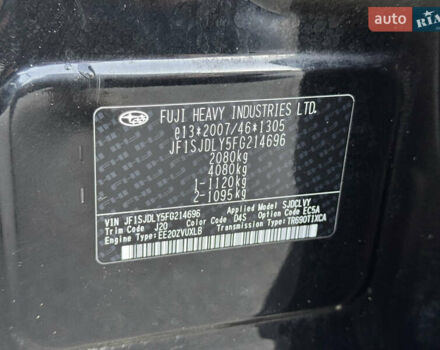 auto RIA
FUJI HEAVY INDUSTRIES LTD.
e13*2007/46*1305
JF1SJDLY5FG214696
2080kg
4080kg
1-1120kg
2-1095kg
VIN JF1SJDLY5FG214696 Applied Model SJDCLVY
Trim Code J20 Color Code D4S Option Code EC5A
Engine Type: EE20ZVUXLB Transmission Type: TR690T1XCA